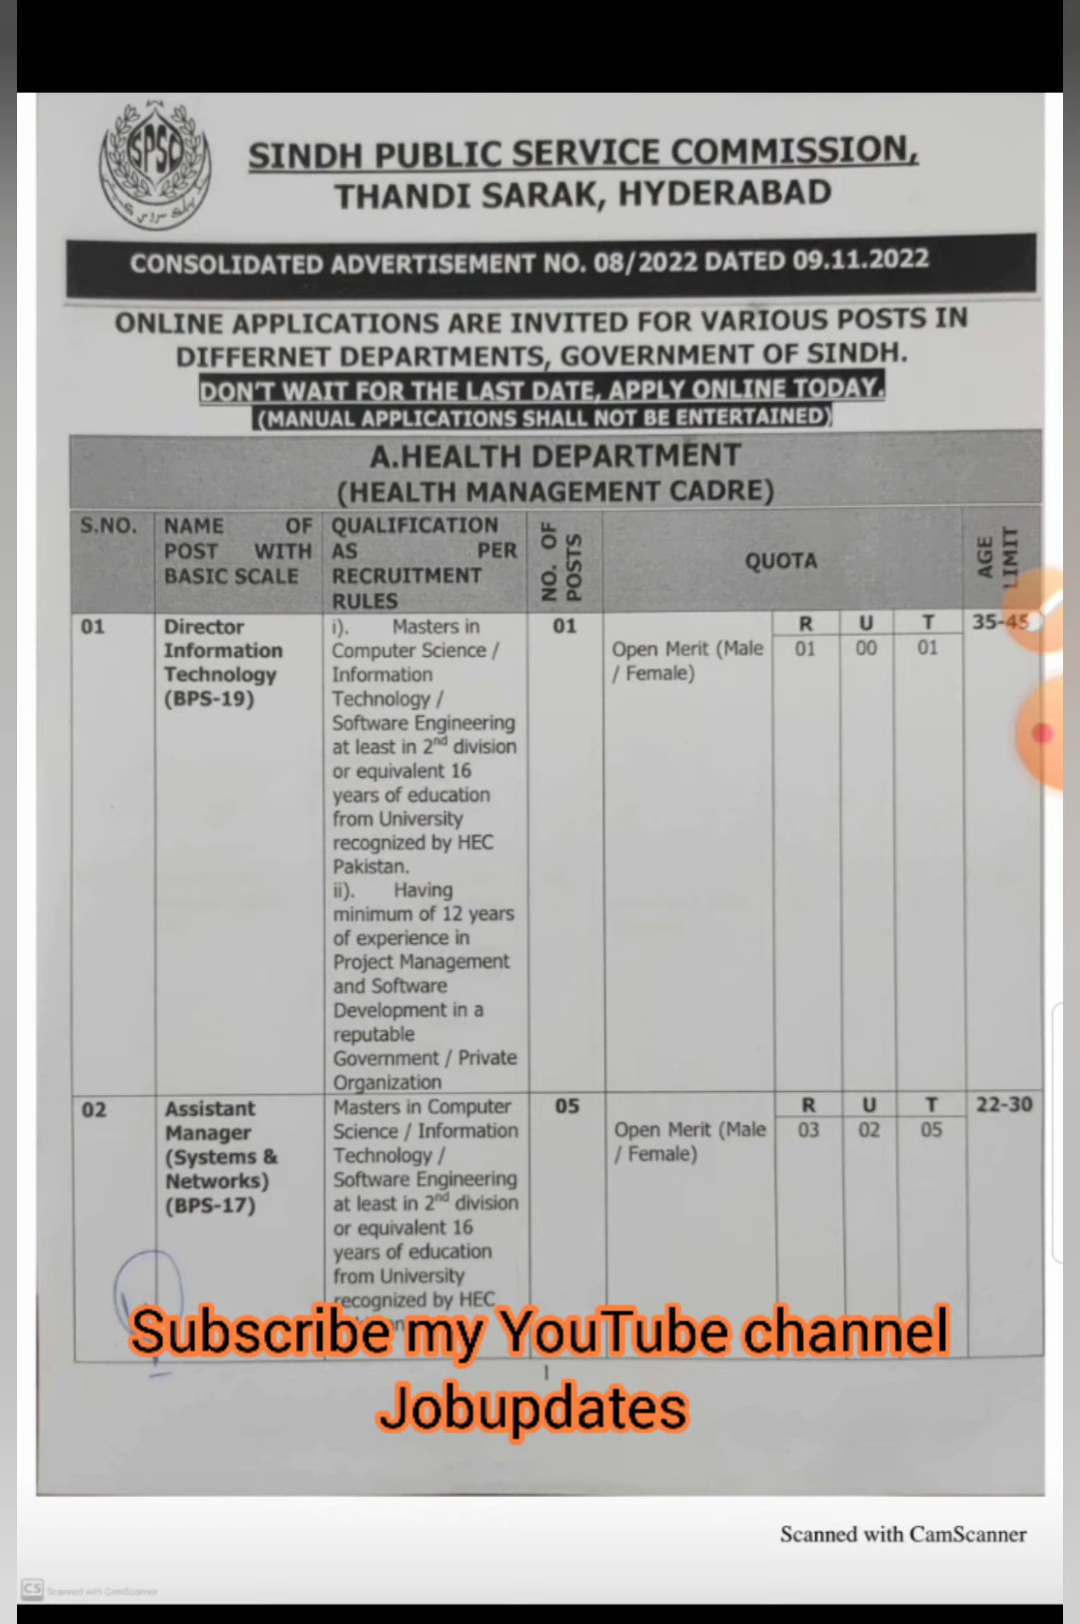 SPSC
SINDH PUBLIC SERVICE COMMISSION,
THANDI SARAK, HYDERABAD
CONSOLIDATED ADVERTISEMENT NO. 08/2022 DATED 09.11.2022
ONLINE APPLICATIONS ARE INVITED FOR VARIOUS POSTS IN
DIFFERNET DEPARTMENTS, GOVERNMENT OF SINDH.
DON'T WAIT FOR THE LAST DATE, APPLY ONLINE TODAY.
(MANUAL APPLICATIONS SHALL NOT BE ENTERTAINED)
A.HEALTH DEPARTMENT
(HEALTH MANAGEMENT CADRE)
S.NO.
NAME OF
POST WITH
BASIC SCALE
QUALIFICATION
AS PER
RECRUITMENT
RULES
NO. OF
POSTS
QUOTA
AGE
LIMIT
01
Director
Information
Technology
(BPS-19)
i). Masters in
Computer Science /
Information
Technology /
Software Engineering
at least in 2nd division
or equivalent 16
years of education
from University
recognized by HEC
Pakistan.
ii). Having
minimum of 12 years
of experience in
Project Management
and Software
Development in a
reputable
Government / Private
Organization
01
Open Merit (Male
/ Female)
R U T
01 00 01
35-45
02
Assistant
Manager
(Systems &
Networks)
(BPS-17)
Masters in Computer
Science / Information
Technology /
Software Engineering
at least in 2nd division
or equivalent 16
years of education
from University
recognized by HEC
05
Open Merit (Male
/ Female)
R U T
03 02 05
22-30
Subscribe my YouTube channel
Jobupdates
1
Scanned with CamScanner
CS Scanned with CamScanner